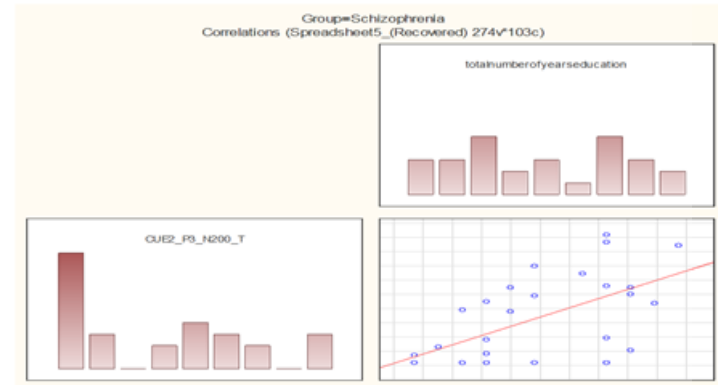 Group=Schizophrenia
Correlations (Spreadsheet5_(Recovered) 274v*103c)
totalnumberofyearseducation
CUE2_P3_N200_T